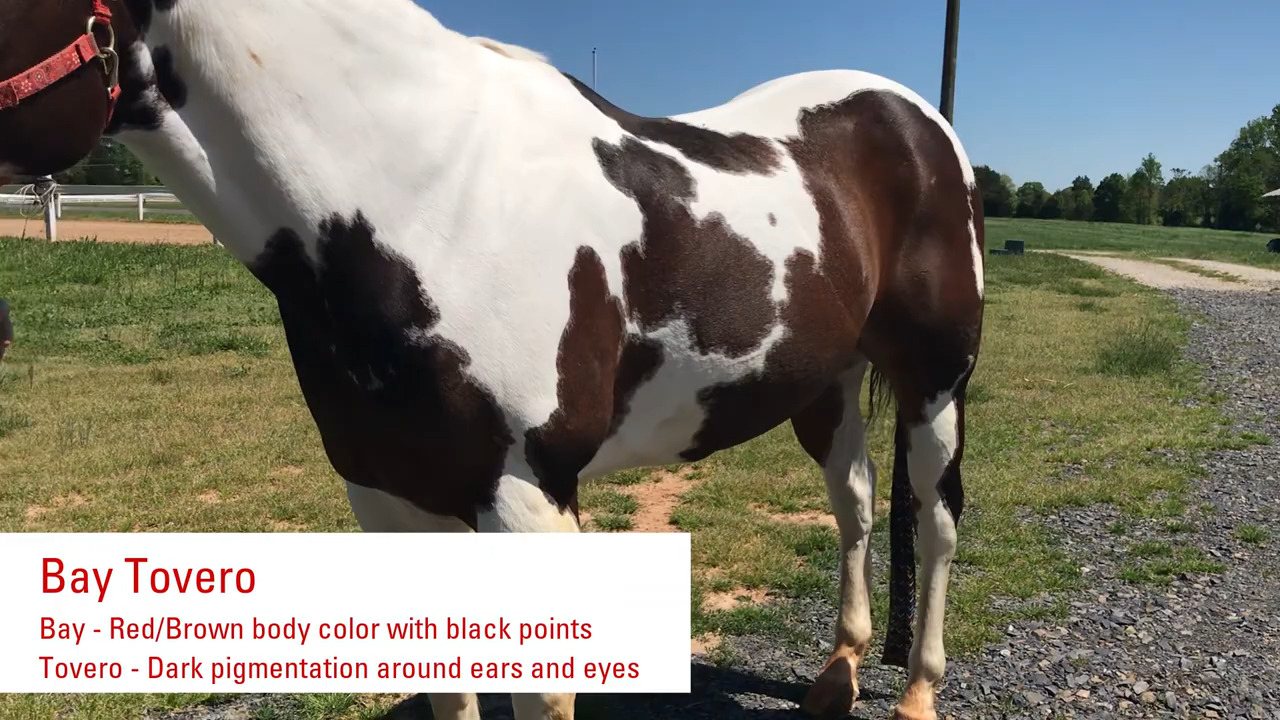 Bay Tovero
Bay - Red/Brown body color with black points
Tovero - Dark pigmentation around ears and eyes